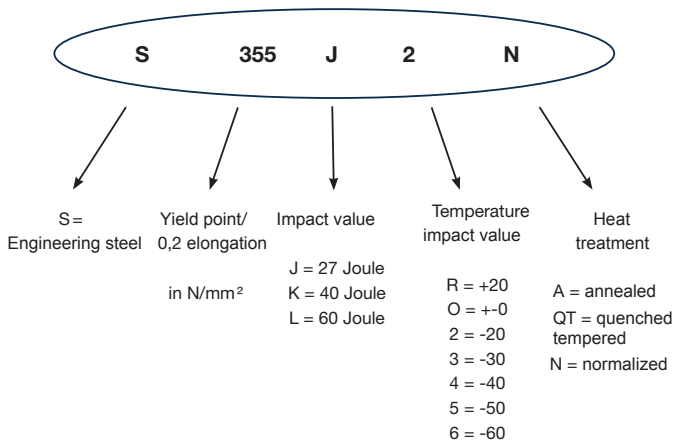 S 355 J 2 N
S=
Engineering steel
Yield point/
0,2 elongation
in N/mm²
Impact value
J = 27 Joule
K = 40 Joule
L = 60 Joule
Temperature
impact value
R = +20
O = +-0
2 = -20
3 = -30
4 = -40
5 = -50
6 = -60
Heat
treatment
A = annealed
QT = quenched
tempered
N = normalized